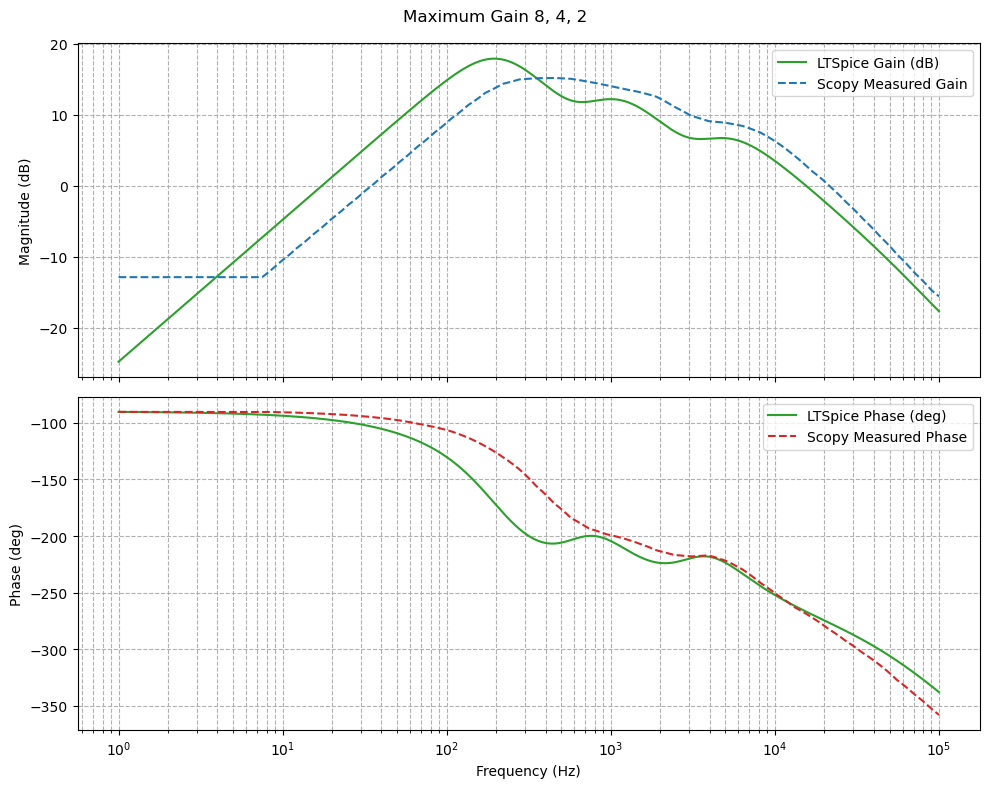 Maximum Gain 8, 4, 2
20
10
0
−10
−20
Magnitude (dB)
LTSpice Gain (dB)
Scopy Measured Gain
−100
−150
−200
−250
−300
−350
Phase (deg)
LTSpice Phase (deg)
Scopy Measured Phase
10⁰ 10¹ 10² 10³ 10⁴ 10⁵
Frequency (Hz)